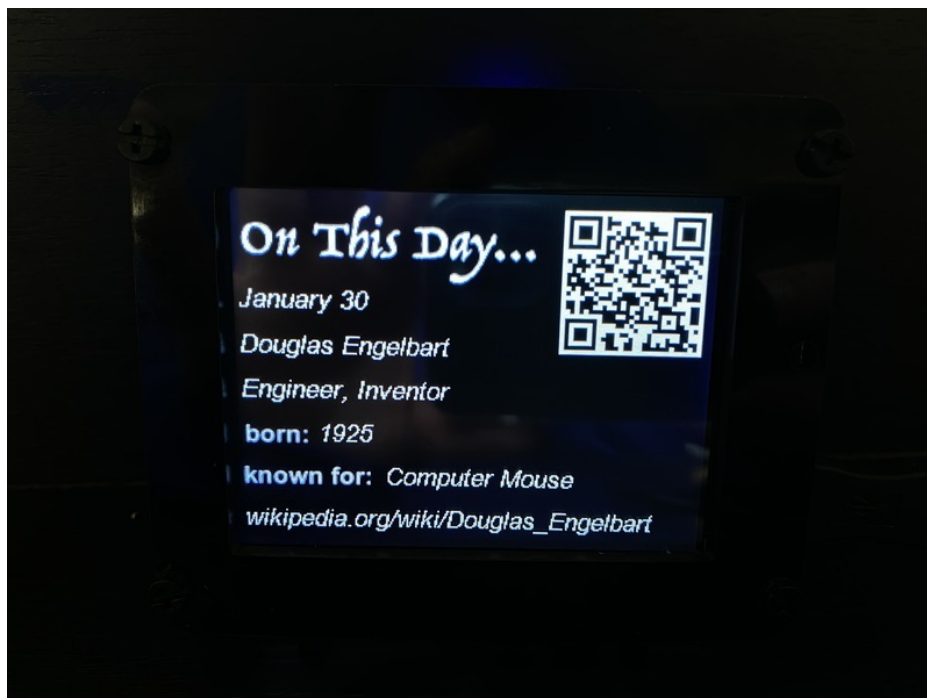 On This Day...
January 30
Douglas Engelbart
Engineer, Inventor
born: 1925
known for: Computer Mouse
wikipedia.org/wiki/Douglas_Engelbart